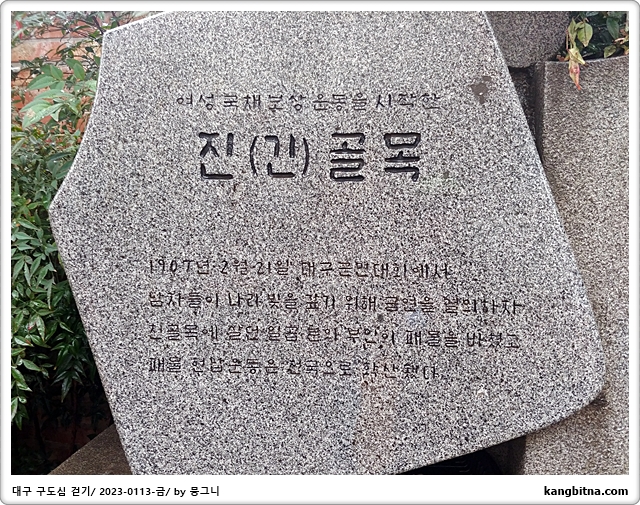 여성국채보상운동을 시작한
진(긴)골목
1907년 2월 21일 대구군민대회에서
남자들이 나라빚을 갚기 위해 금연을 결의하자
진골목에 살던 일곱 분의 부인이 패물을 바쳤고
패물 헌납운동은 전국으로 확산됐다.
대구 구도심 걷기/ 2023-0113-금/ by 뭉그니
kangbitna.com